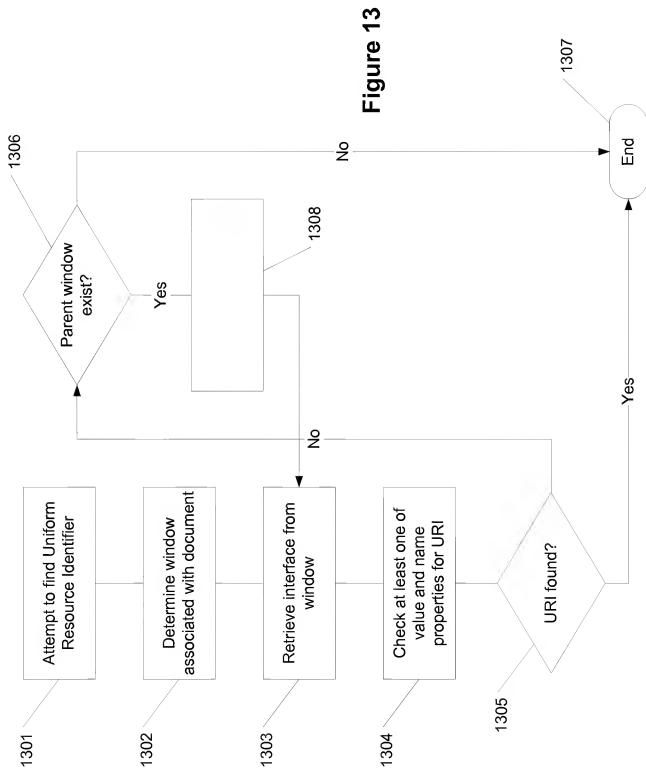 1301
Attempt to find Uniform
Resource Identifier
1302
Determine window
associated with document
1303
Retrieve interface from
window
1304
Check at least one of
value and name
properties for URI
1305
URI found?
No
Yes
1306
Parent window
exist?
Yes
No
1308
1307
End
Figure 13